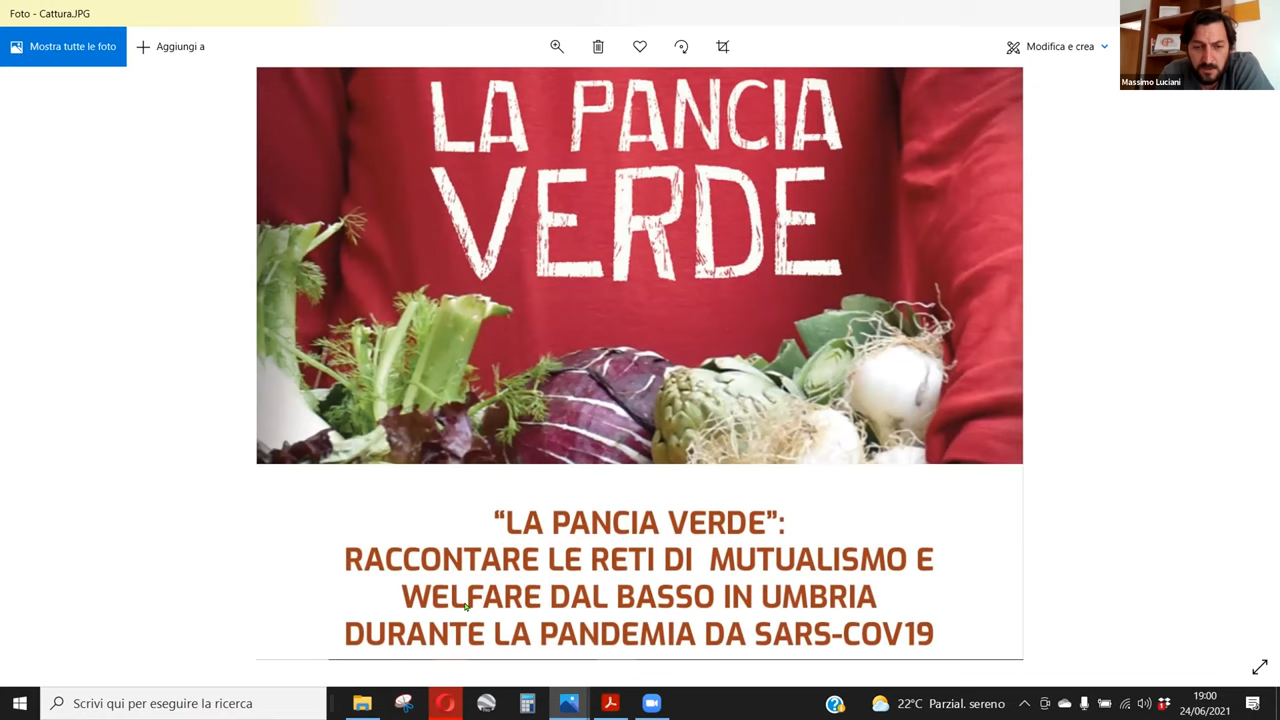 Foto - Cattura.JPG
Mostra tutte le foto
Aggiungi a
Modifica e crea
Massimo Luciani
LA PANCIA
VERDE
“LA PANCIA VERDE”:
RACCONTARE LE RETI DI MUTUALISMO E
WELFARE DAL BASSO IN UMBRIA
DURANTE LA PANDEMIA DA SARS-COV19
Scrivi qui per eseguire la ricerca
22°C Parzial. sereno
19:00
24/06/2021